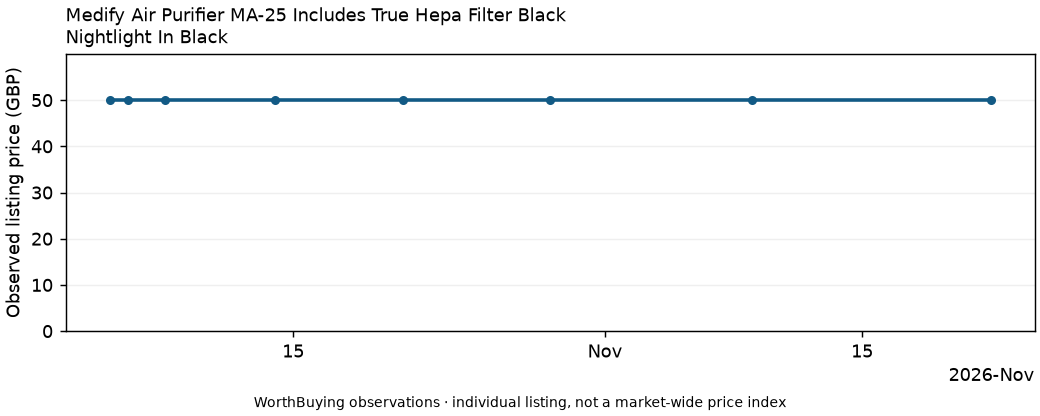 Medify Air Purifier MA-25 Includes True Hepa Filter Black
Nightlight In Black
Observed listing price (GBP)
50
40
30
20
10
0
15
Nov
15
2026-Nov
WorthBuying observations · individual listing, not a market-wide price index